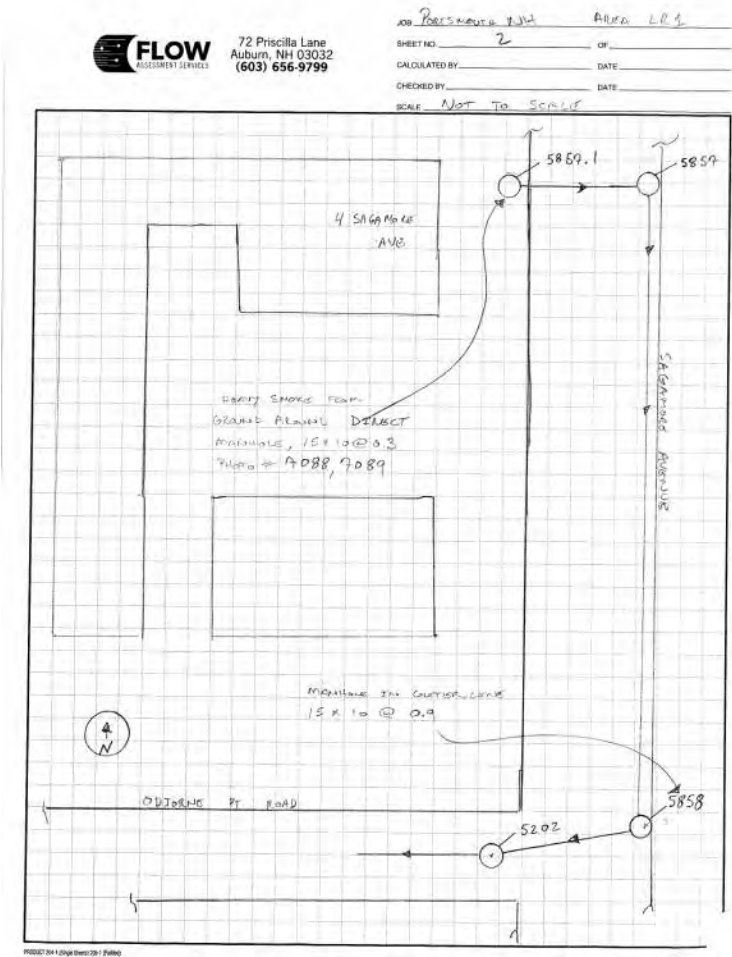 FLOW
ASSESSMENT SERVICES
72 Priscilla Lane
Auburn, NH 03032
(603) 656-9799
JOB PORTSMOUTH NH AREA LR1
SHEET NO. 2 OF
CALCULATED BY DATE
CHECKED BY DATE
SCALE NOT TO SCALE
5857.1
5857
4 SAGAMORE
AVE
SAGAMORE AVENUE
HEAVY SMOKE FROM
GROUND AROUND DIRECT
MANHOLE, 15 x 10 @ 0.3
PHOTO # 7088, 7089
MANHOLE IN GUTTER LINE
15 x 10 @ 0.9
N
ODIORNE PT ROAD
5858
5202